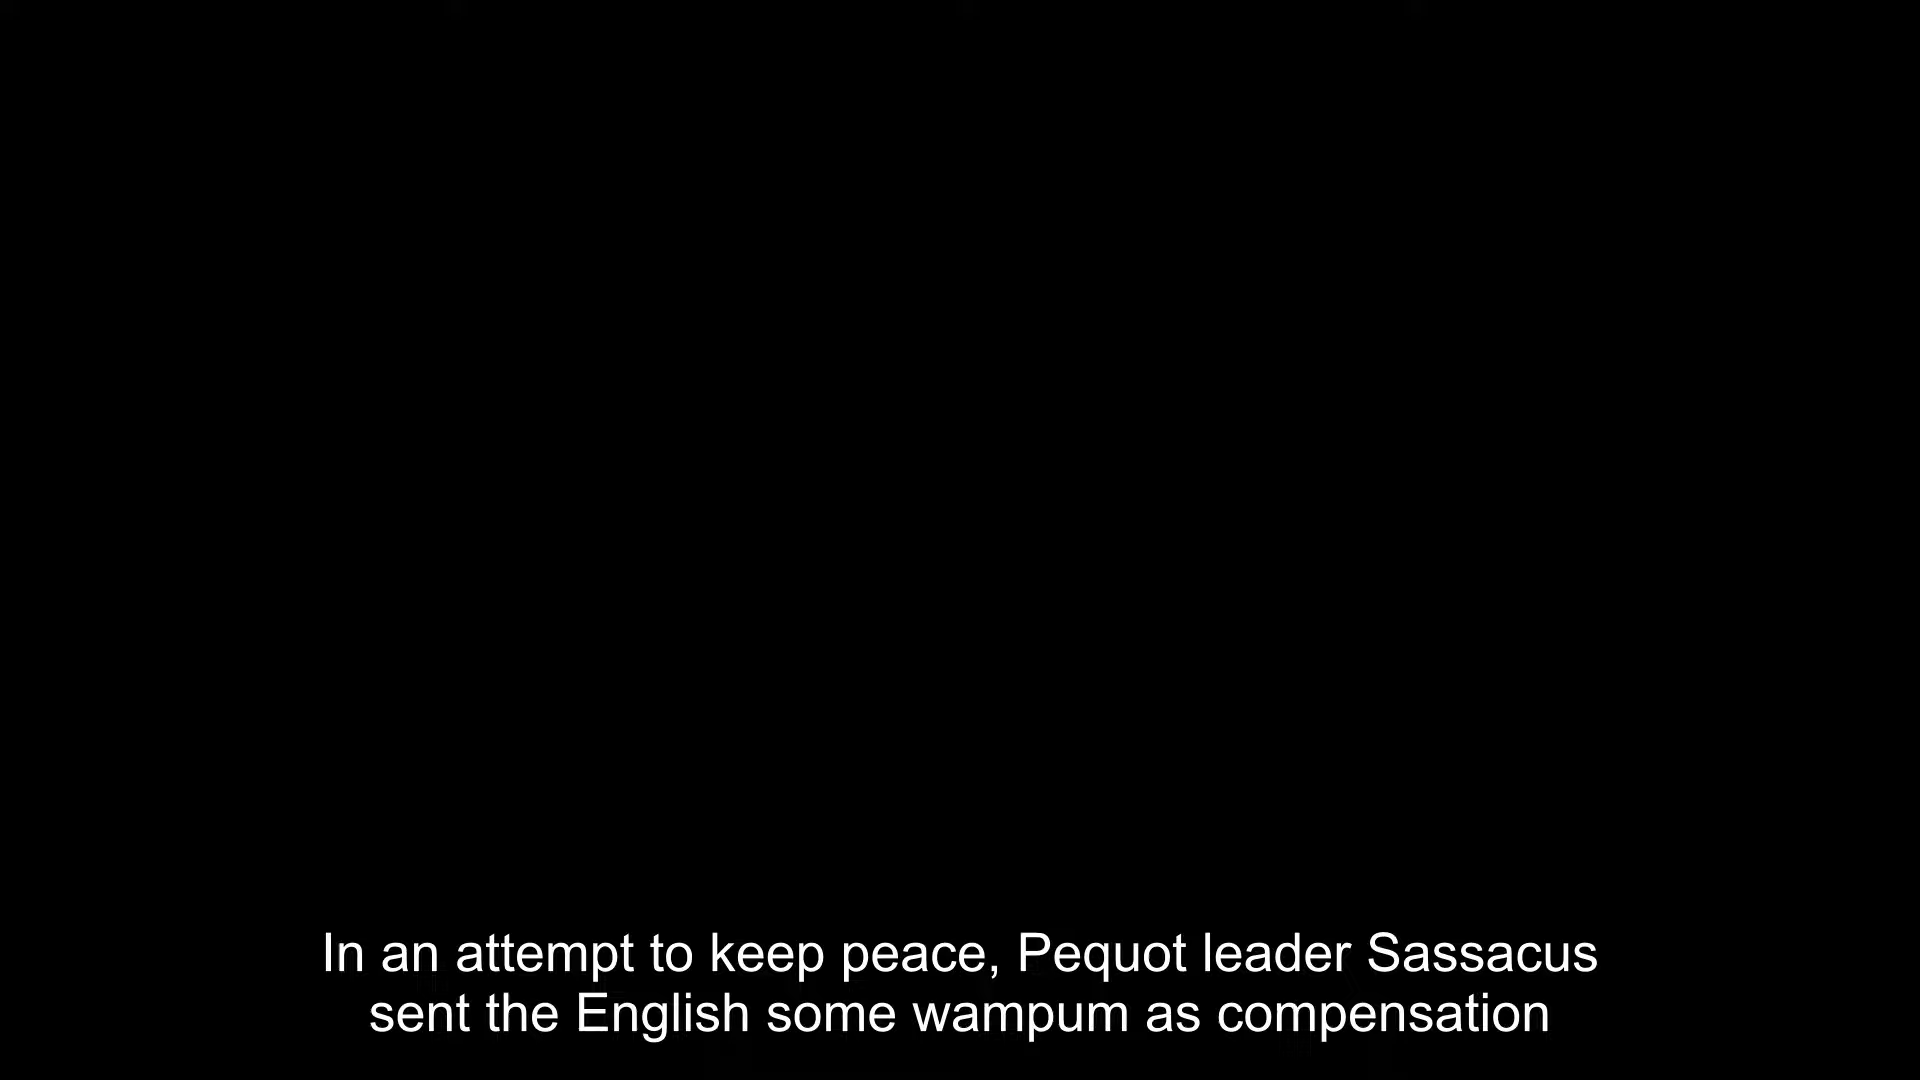 In an attempt to keep peace, Pequot leader Sassacus
sent the English some wampum as compensation